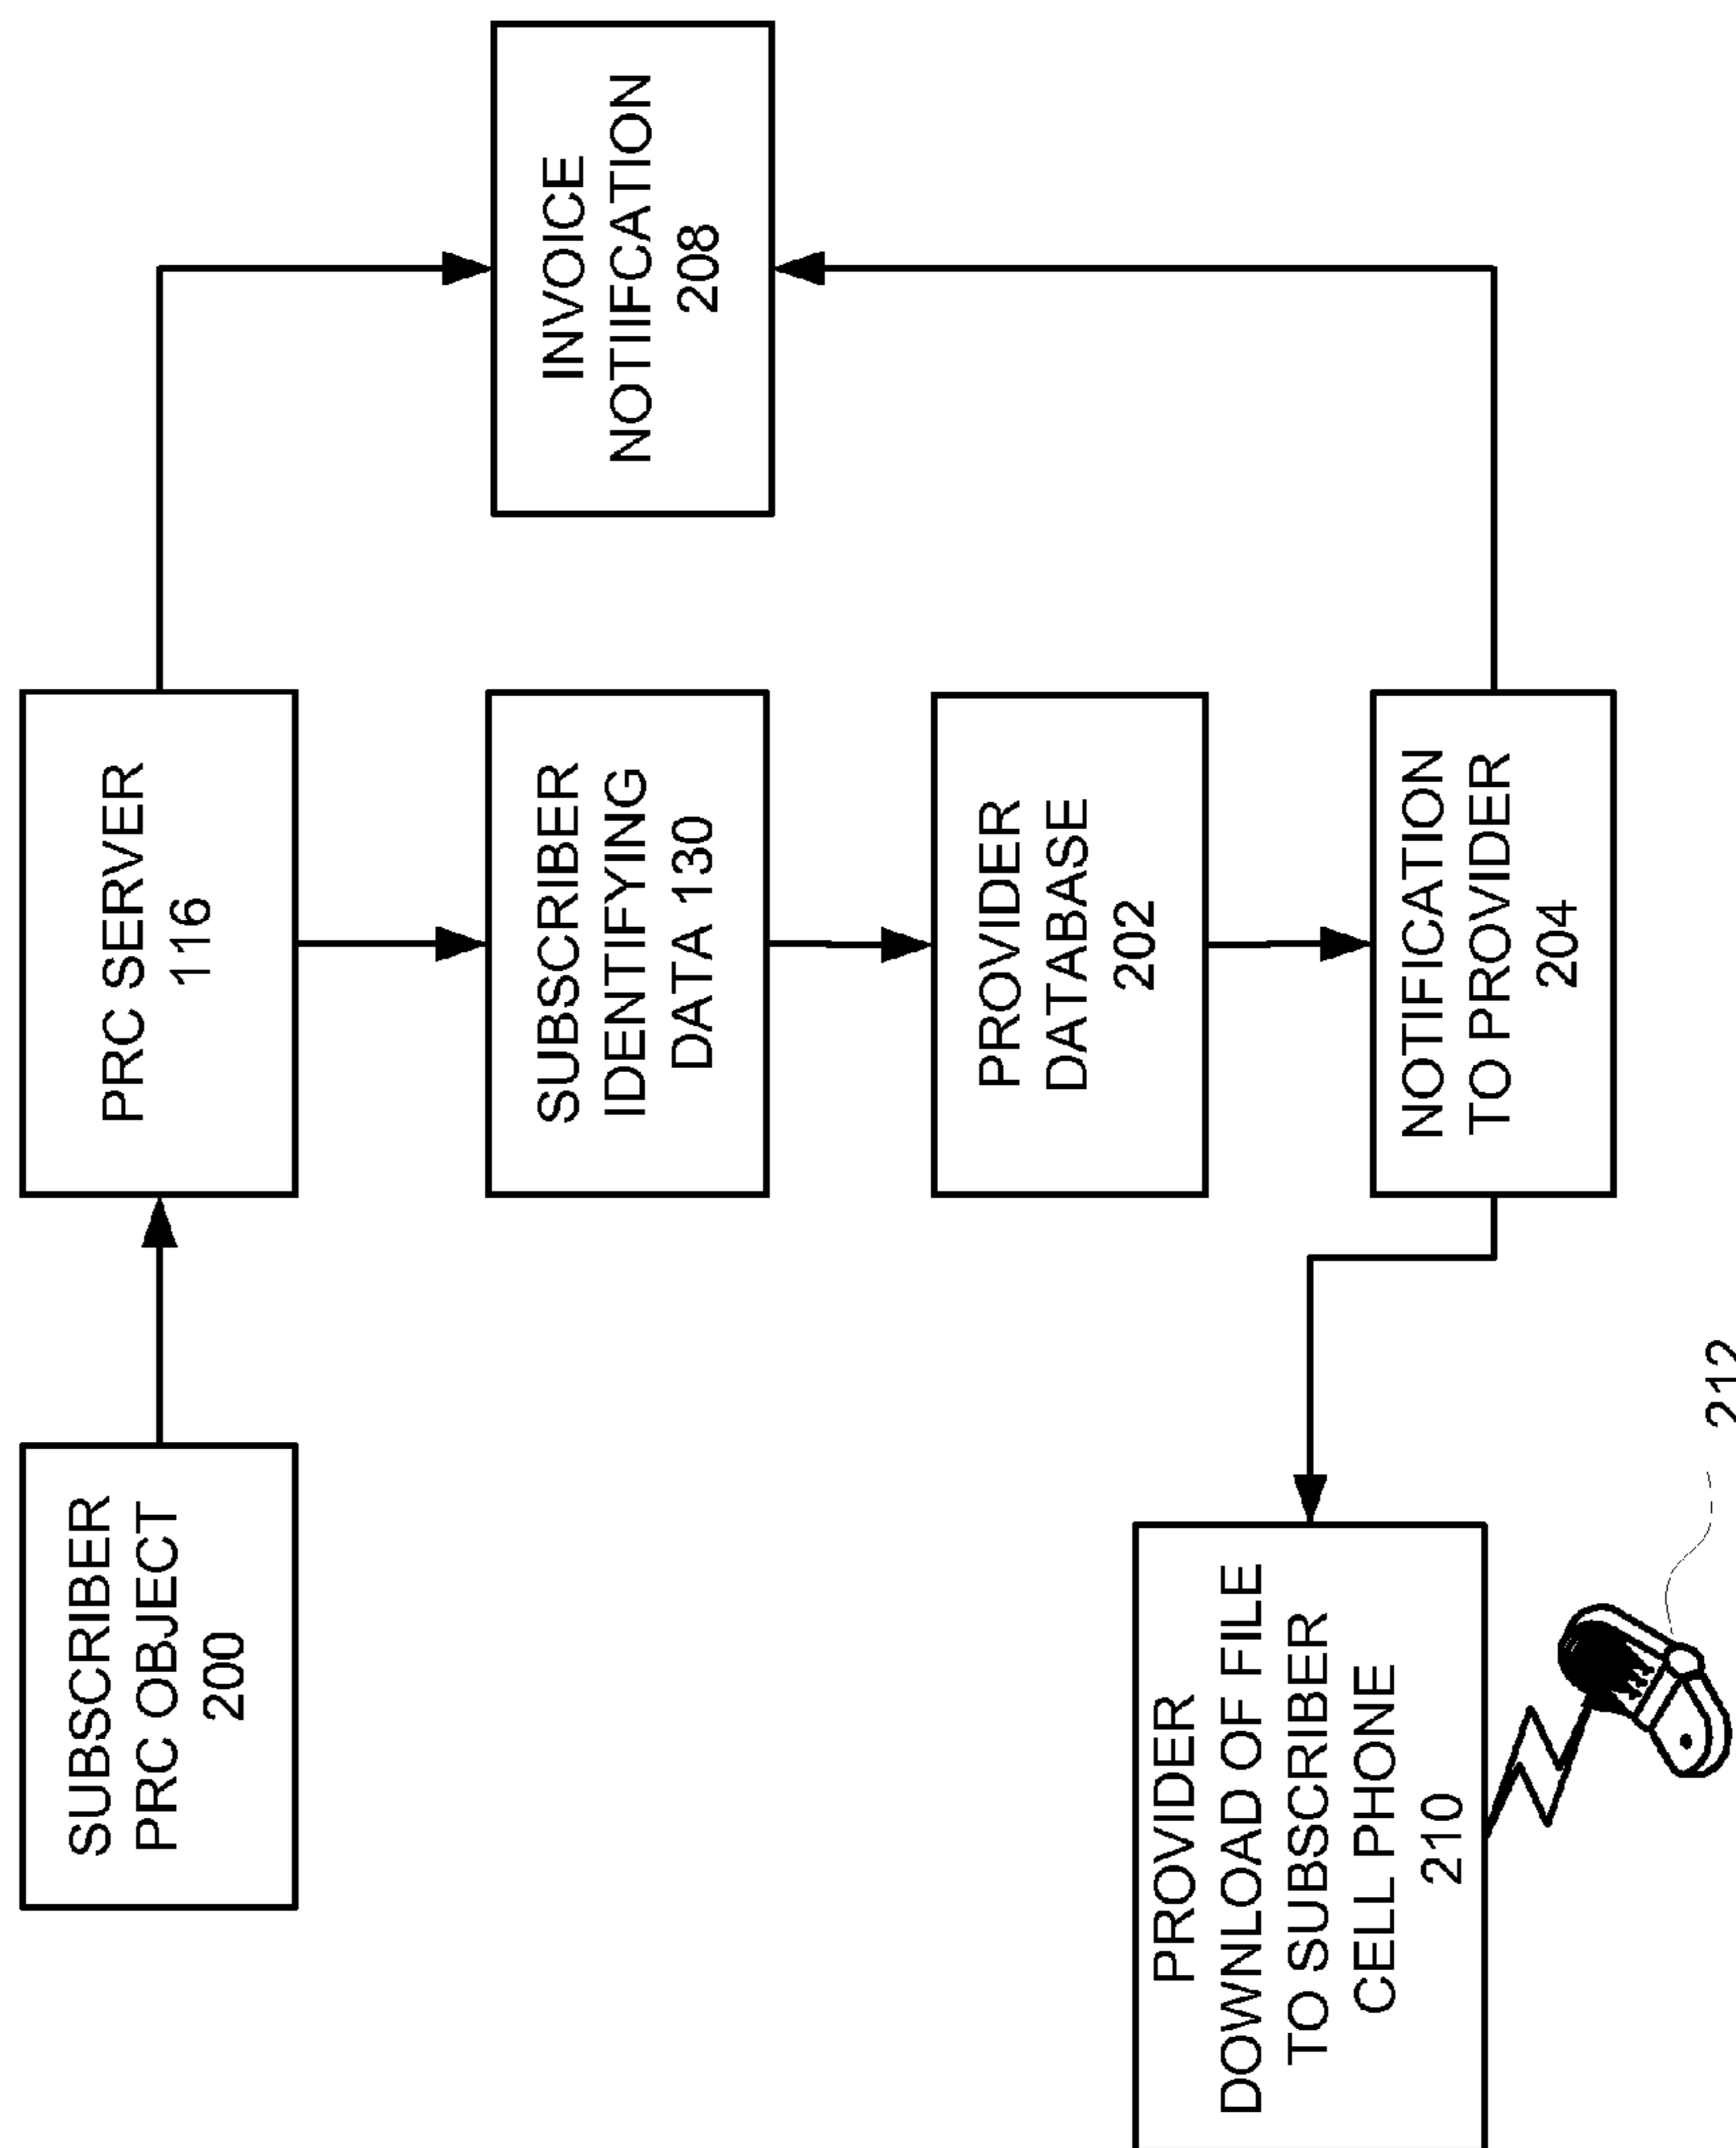 SUBSCRIBER
PRC OBJECT
200
PRC SERVER
116
INVOICE
NOTIIFCATION
208
SUBSCRIBER
IDENTIFYING
DATA 130
PROVIDER
DATABASE
202
NOTIFICATION
TO PROVIDER
204
PROVIDER
DOWNLOAD OF FILE
TO SUBSCRIBER
CELL PHONE
210
212